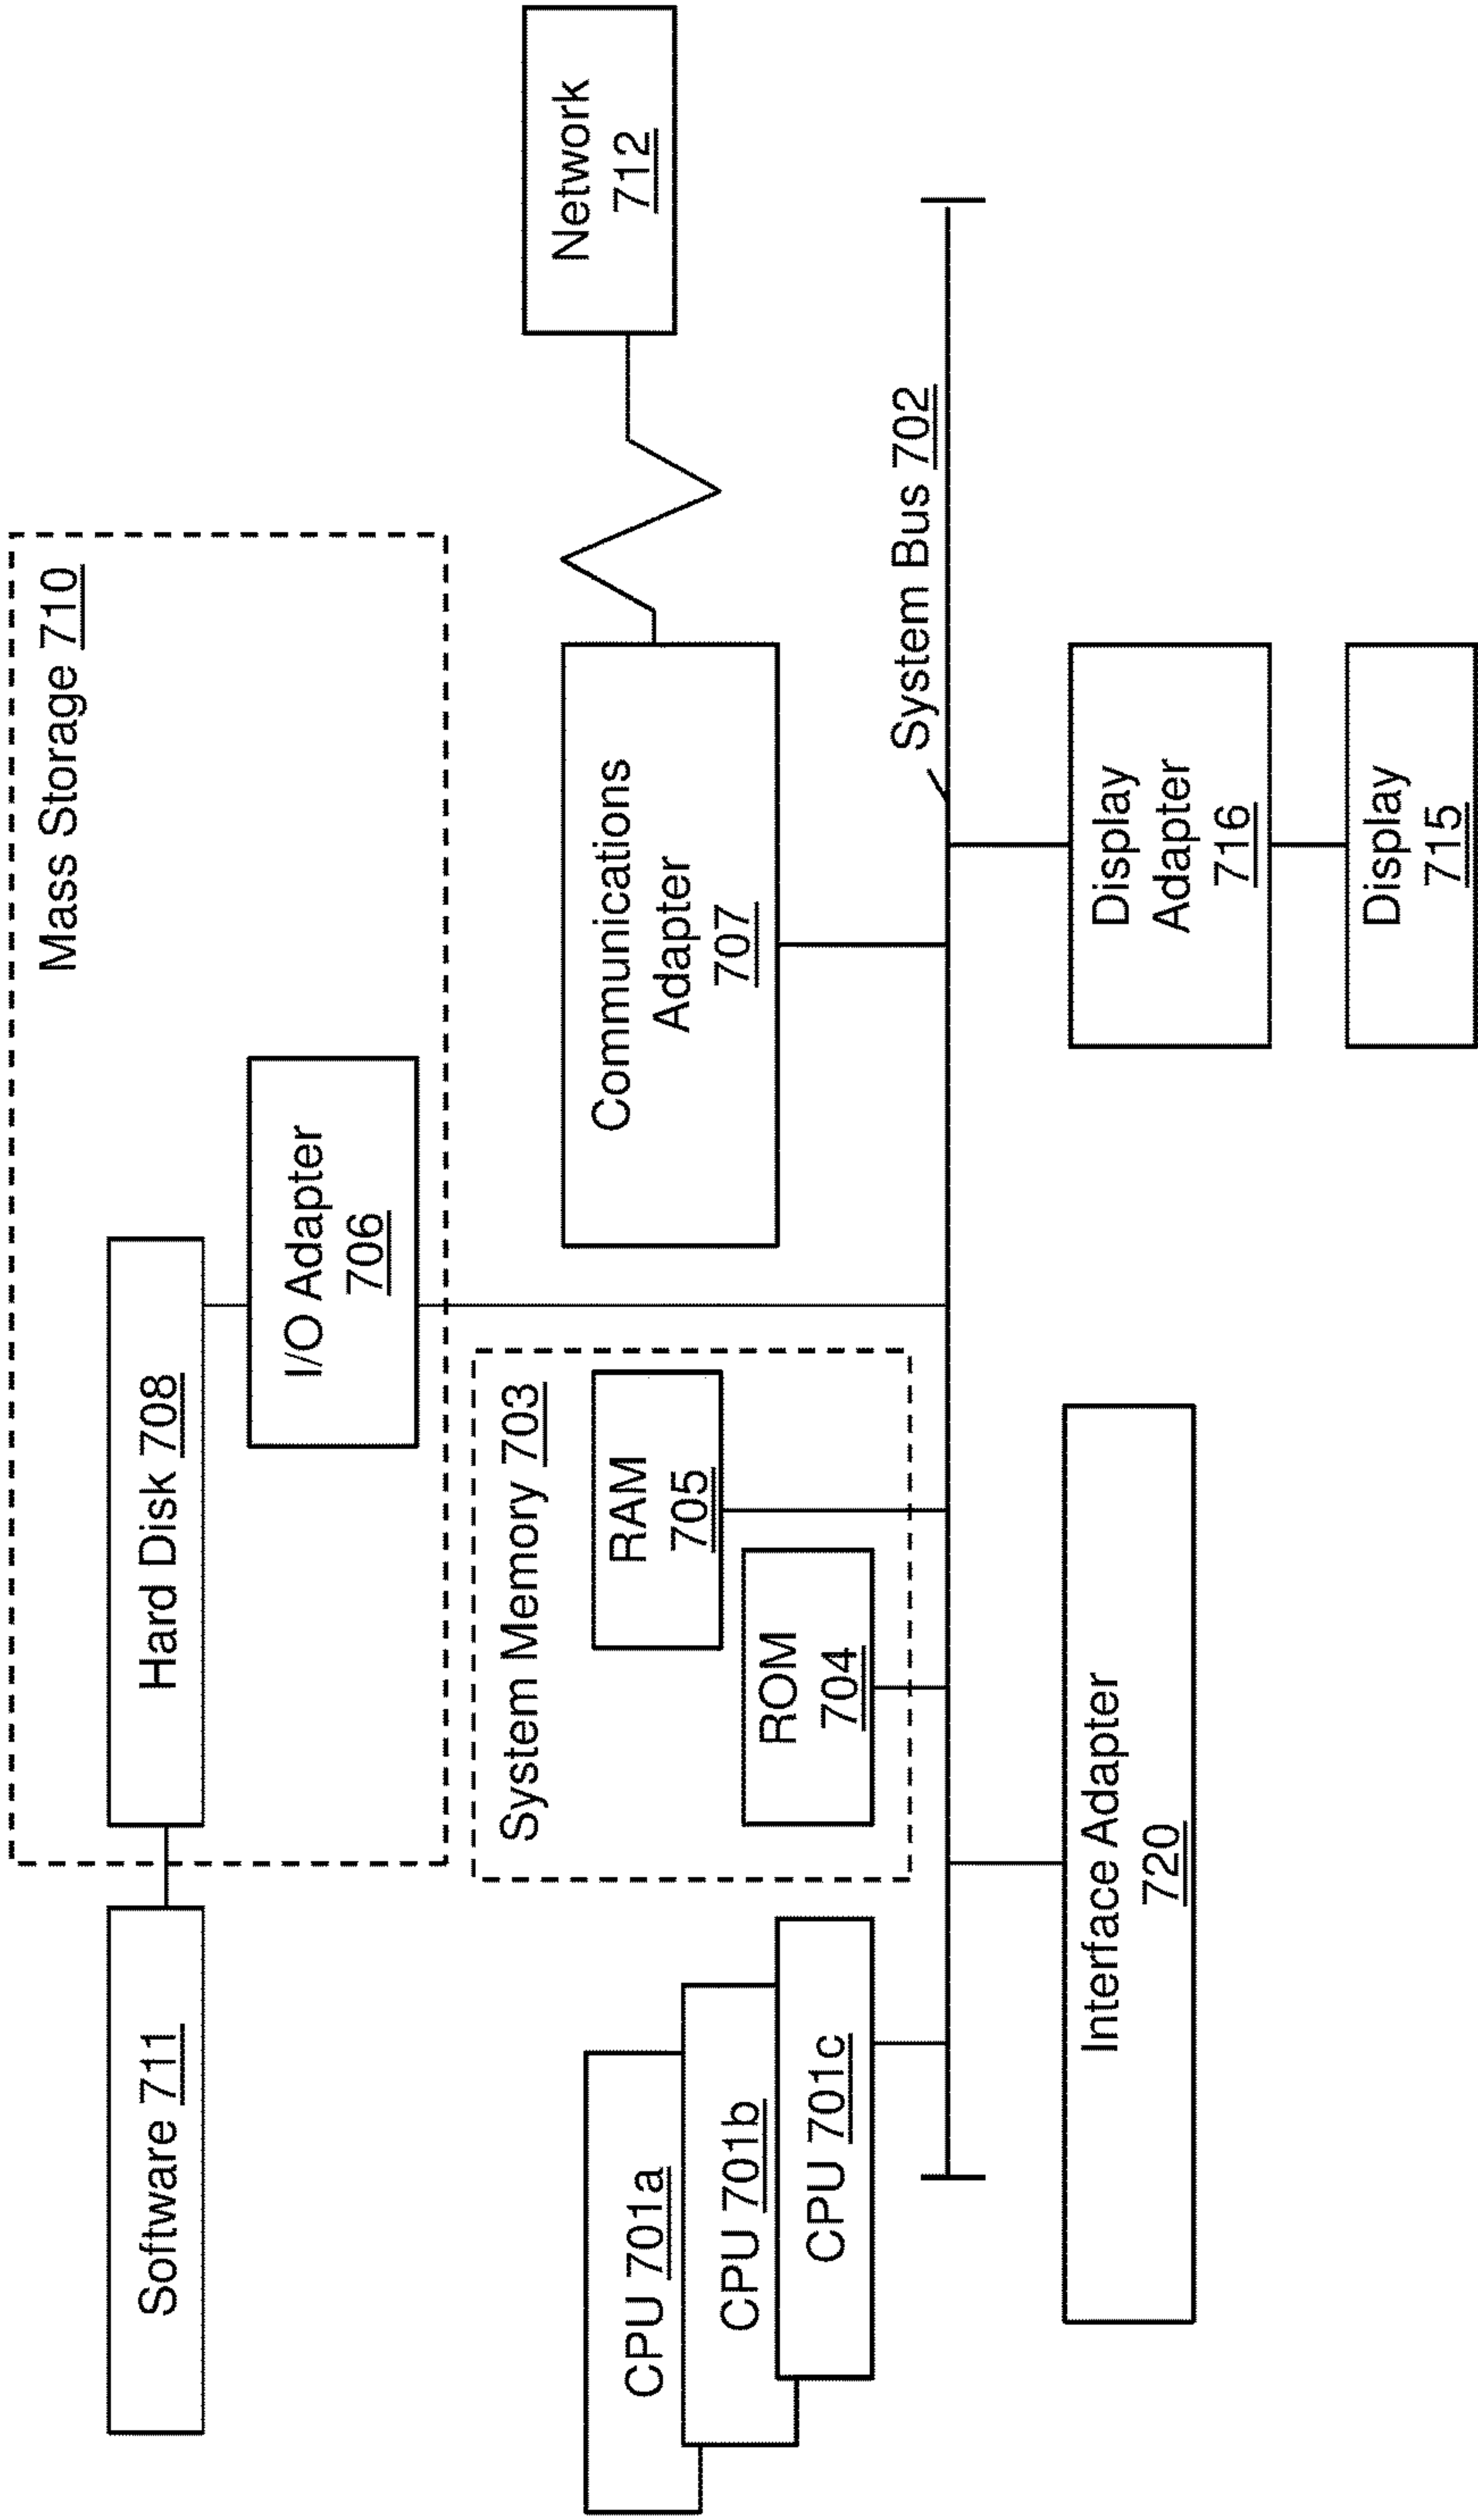 Mass Storage 710
Software 711
Hard Disk 708
I/O Adapter
706
System Memory 703
RAM
705
ROM
704
CPU 701a
CPU 701b
CPU 701c
Communications
Adapter
707
Network
712
System Bus 702
Interface Adapter
720
Display
Adapter
716
Display
715